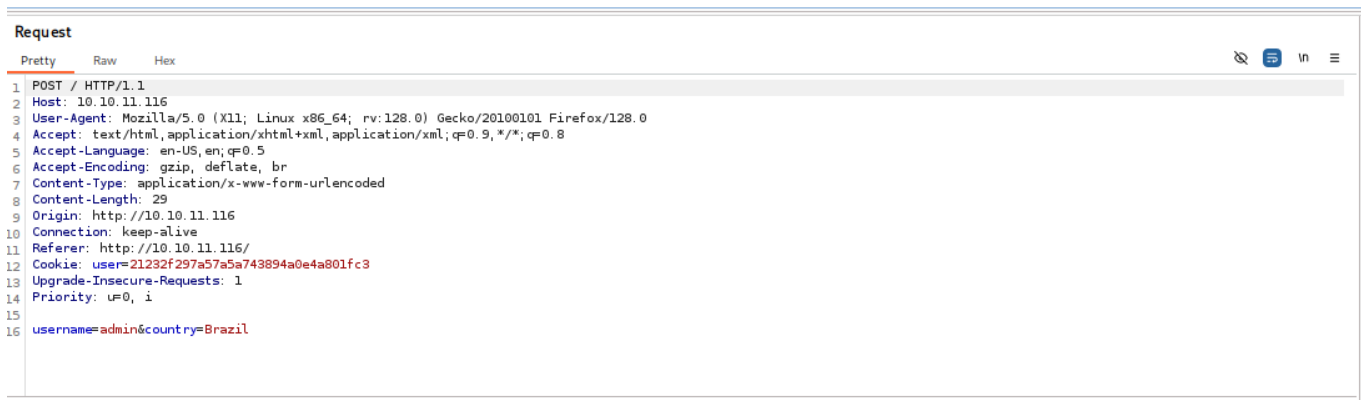 Request
Pretty Raw Hex
\n
1 POST / HTTP/1.1
2 Host: 10.10.11.116
3 User-Agent: Mozilla/5.0 (X11; Linux x86_64; rv:128.0) Gecko/20100101 Firefox/128.0
4 Accept: text/html,application/xhtml+xml,application/xml;q=0.9,*/*;q=0.8
5 Accept-Language: en-US,en;q=0.5
6 Accept-Encoding: gzip, deflate, br
7 Content-Type: application/x-www-form-urlencoded
8 Content-Length: 29
9 Origin: http://10.10.11.116
10 Connection: keep-alive
11 Referer: http://10.10.11.116/
12 Cookie: user=21232f297a57a5a743894a0e4a801fc3
13 Upgrade-Insecure-Requests: 1
14 Priority: u=0, i
15
16 username=admin&country=Brazil